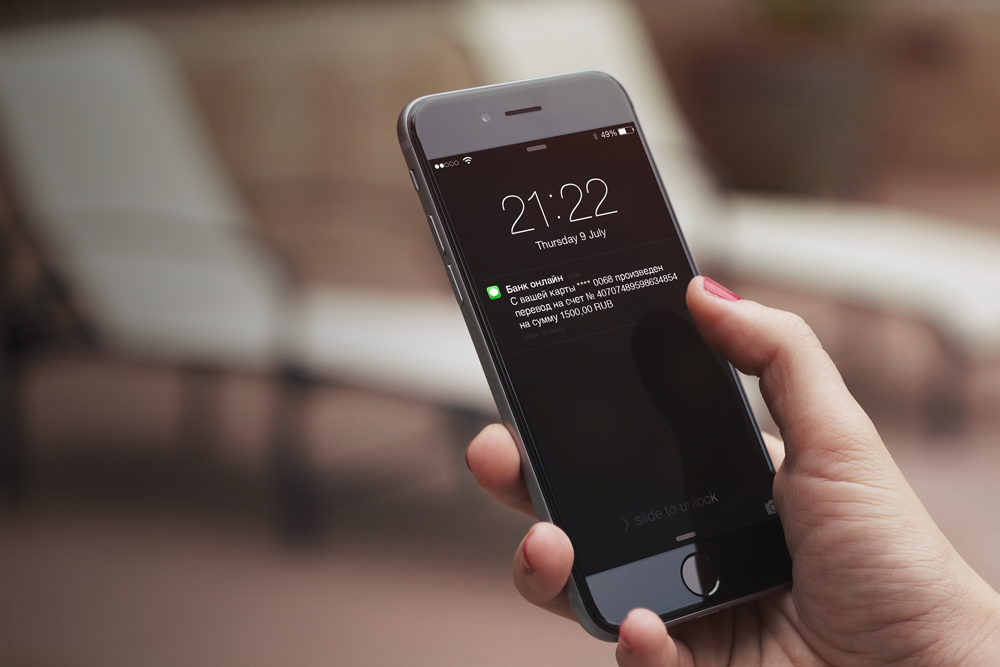 49%
21:22
Thursday 9 July
Банк онлайн now
С вашей карты **** 0068 произведен
перевод на счет № 40707489598634854
на сумму 1500,00 RUB
slide to reply
slide to unlock